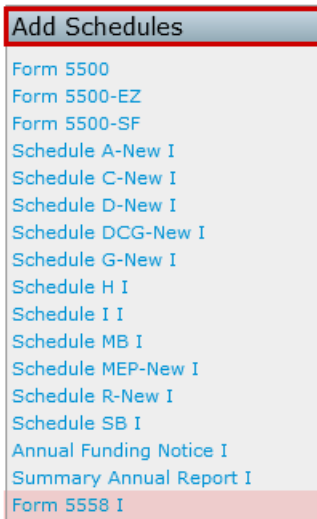 Add Schedules
Form 5500
Form 5500-EZ
Form 5500-SF
Schedule A-New I
Schedule C-New I
Schedule D-New I
Schedule DCG-New I
Schedule G-New I
Schedule H I
Schedule I I
Schedule MB I
Schedule MEP-New I
Schedule R-New I
Schedule SB I
Annual Funding Notice I
Summary Annual Report I
Form 5558 I